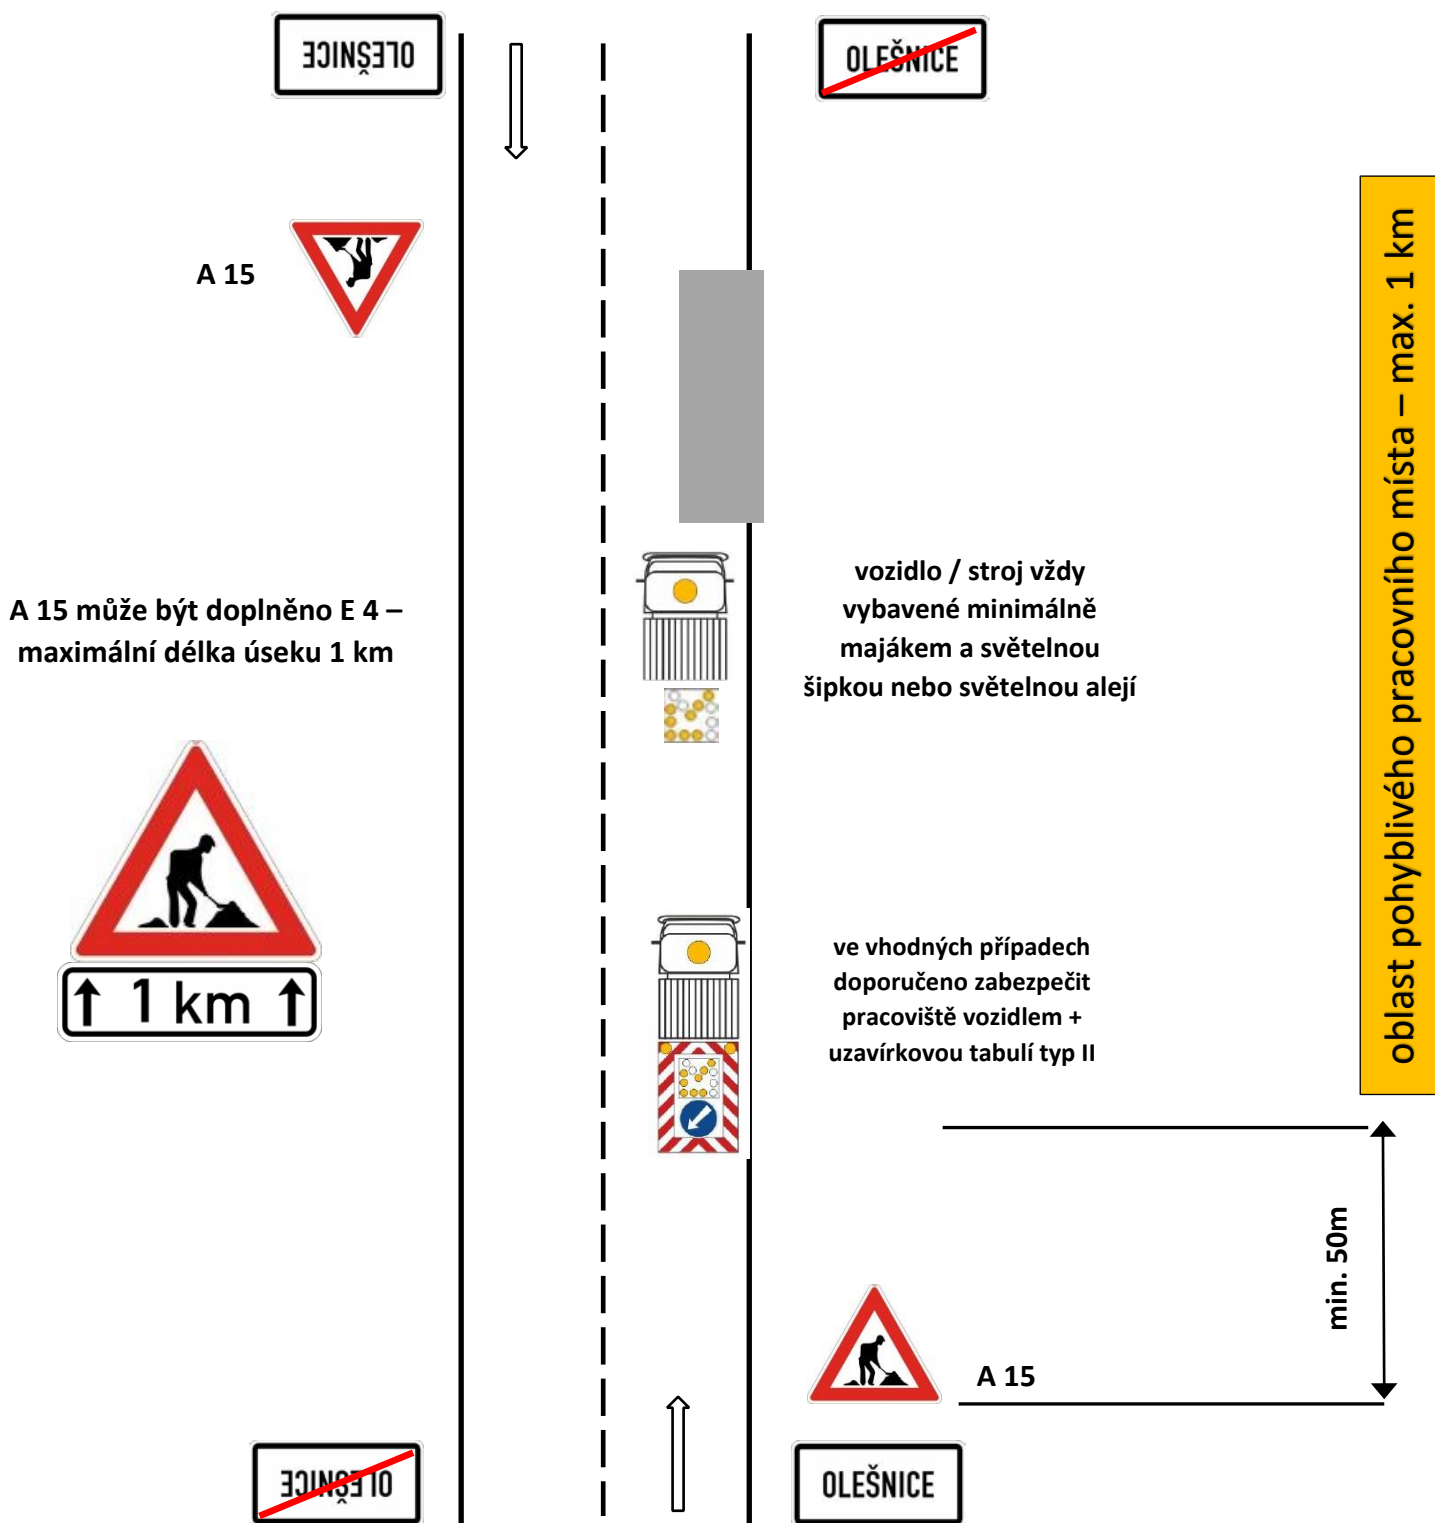 OLEŠNICE
OLEŠNICE
A 15
oblast pohyblivého pracovního místa – max. 1 km
A 15 může být doplněno E 4 –
maximální délka úseku 1 km
vozidlo / stroj vždy
vybavené minimálně
majákem a světelnou
šipkou nebo světelnou alejí
1 km
ve vhodných případech
doporučeno zabezpečit
pracoviště vozidlem +
uzavírkovou tabulí typ II
min. 50m
A 15
OLEŠNICE
OLEŠNICE